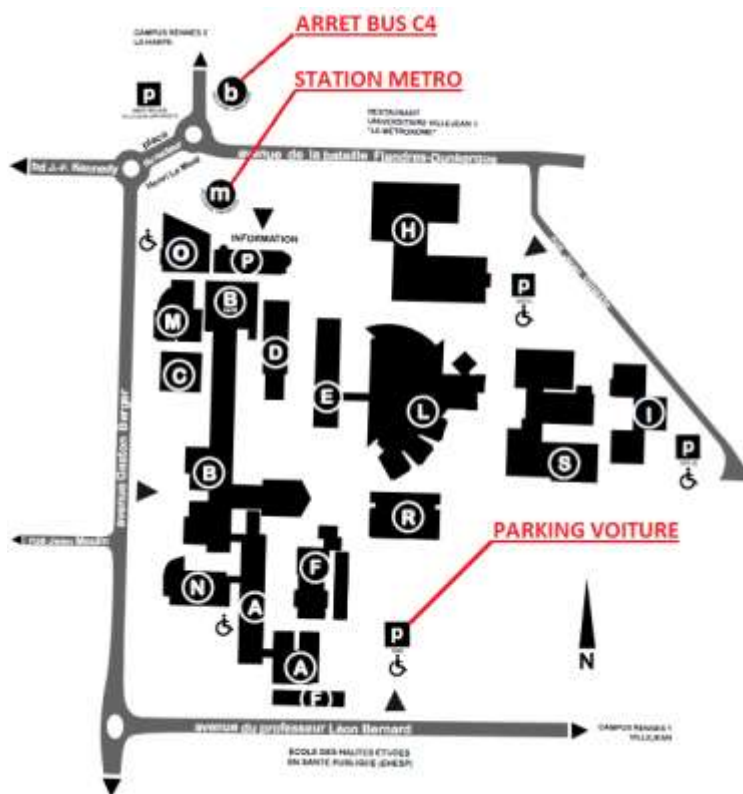 ARRET BUS C4
CAMPUS RENNES 2
LA HARPE
b
P
STATION METRO
RESTAURANT
UNIVERSITAIRE VILLEJEAN
"LE METRONOME"
place
Henri Le Moal
avenue de la bataille Flandres-Dunkerque
Bd J.-F. Kennedy
m
INFORMATION
H
O
P
P
B
M
D
C
E
L
I
avenue Gaston Berger
B
S
P
R
PARKING VOITURE
rue Jean Moulin
F
N
A
P
N
A
F
avenue du professeur Léon Bernard
CAMPUS RENNES 1
VILLEJEAN
ECOLE DES HAUTES ETUDES
EN SANTE PUBLIQUE (EHESP)